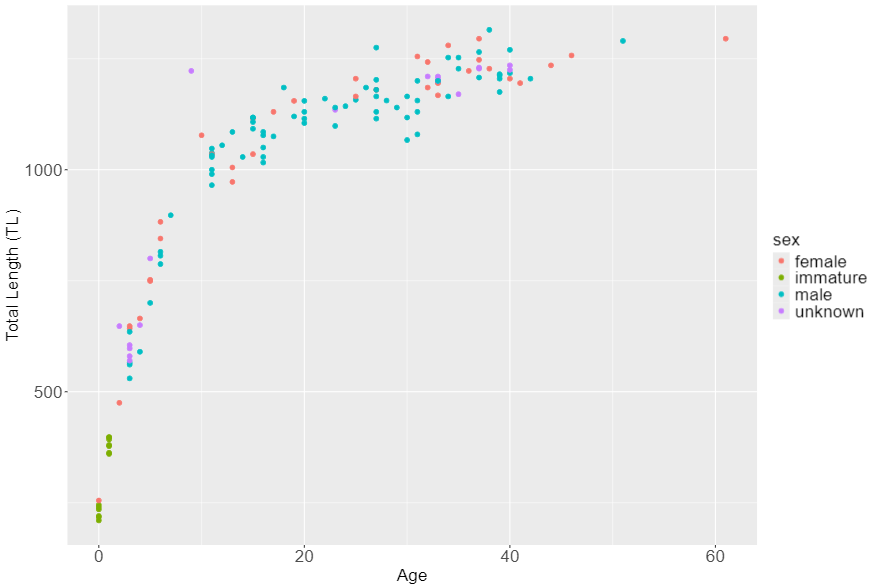 Total Length (TL)
1000
500
0
20
40
60
Age
sex
female
immature
male
unknown